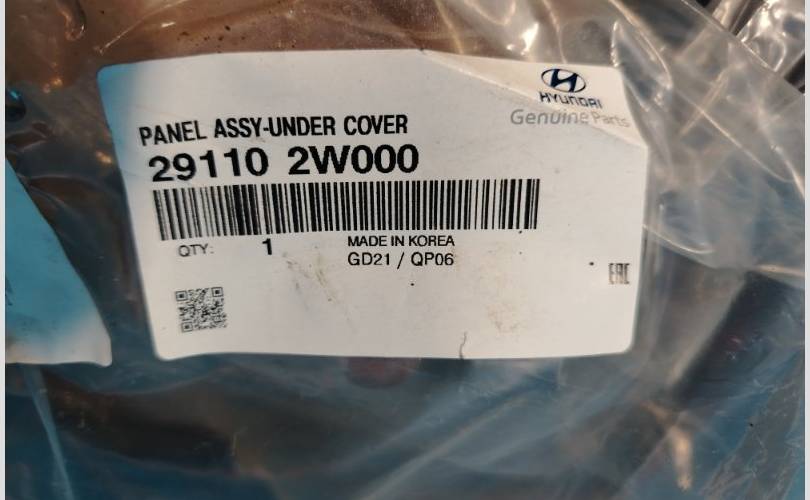 HYUNDAI
Genuine Parts
PANEL ASSY-UNDER COVER
29110 2W000
QTY: 1 MADE IN KOREA
GD21 / QP06
EAC